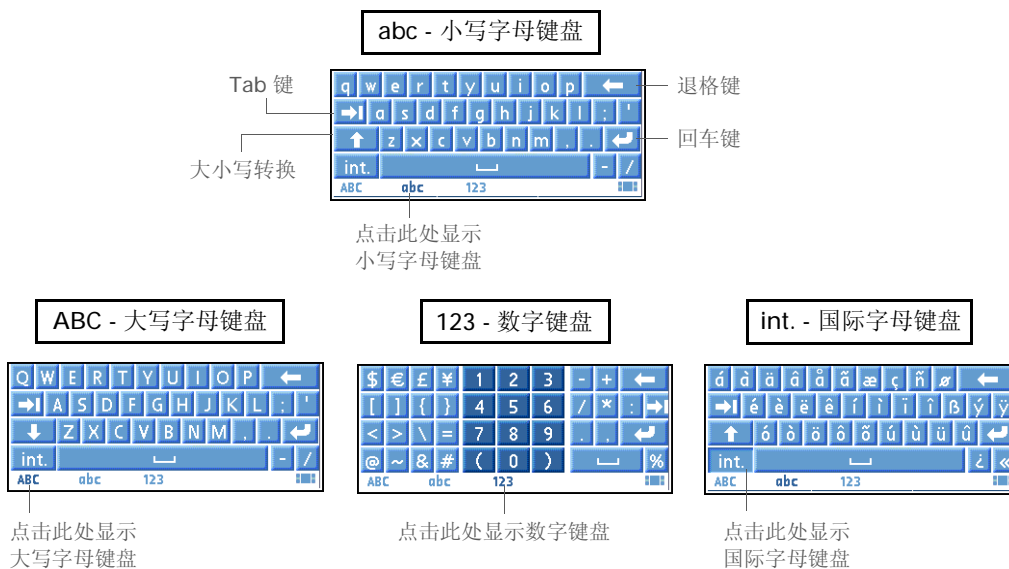 abc - 小写字母键盘
Tab 键
退格键
大小写转换
回车键
q w e r t y u i o p
a s d f g h j k l ; '
z x c v b n m , .
int. - /
ABC abc 123
点击此处显示
小写字母键盘
ABC - 大写字母键盘
Q W E R T Y U I O P
A S D F G H J K L : '
Z X C V B N M , .
int. - /
ABC abc 123
点击此处显示
大写字母键盘
123 - 数字键盘
$ € £ ¥ 1 2 3 - +
[ ] { } 4 5 6 / * :
< > \ = 7 8 9 . ,
@ ~ & # ( 0 ) %
ABC abc 123
点击此处显示数字键盘
int. - 国际字母键盘
á à ä â å ã æ ç ñ ø
é è ë ê í ì ï î ß ý ÿ
ó ò ö ô õ ú ù ü û
int. ¿ «
ABC abc 123
点击此处显示
国际字母键盘